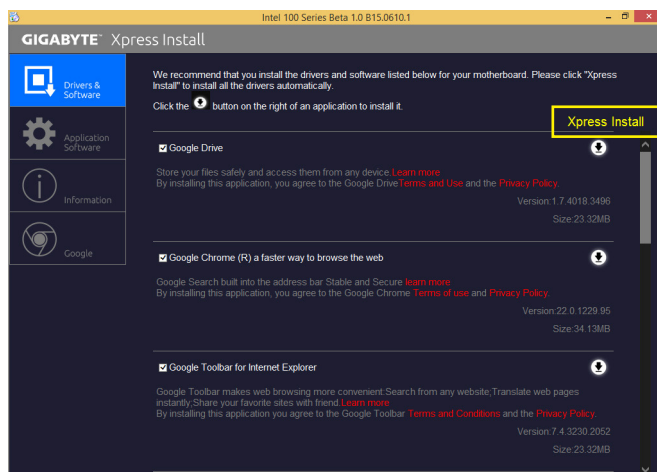 Intel 100 Series Beta 1.0 B15.0610.1
GIGABYTE™ Xpress Install
Drivers &
Software
Application
Software
Information
Google
We recommend that you install the drivers and software listed below for your motherboard. Please click "Xpress
Install" to install all the drivers automatically.
Click the button on the right of an application to install it.
Xpress Install
Google Drive
Store your files safely and access them from any device.Learn more
By installing this application, you agree to the Google DriveTerms and Use and the Privacy Policy.
Version:1.7.4018.3496
Size:23.32MB
Google Chrome (R) a faster way to browse the web
Google Search built into the address bar Stable and Secure learn more
By installing this application, you agree to the Google Chrome Terms of use and Privacy Policy.
Version:22.0.1229.95
Size:34.13MB
Google Toolbar for Internet Explorer
Google Toolbar makes web browsing more convenient:Search from any website;Translate web pages
instantly;Share your favorite sites with friend.Learn more
By installing this application you agree to the Google Toolbar Terms and Conditions and the Privacy Policy.
Version:7.4.3230.2052
Size:23.32MB